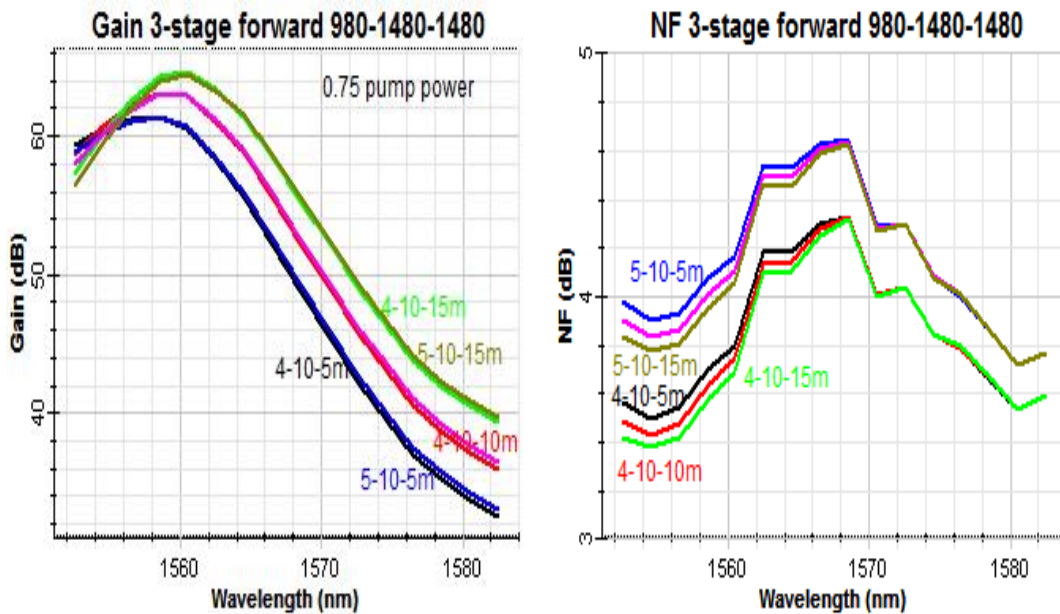 Gain 3-stage forward 980-1480-1480
0.75 pump power
Gain (dB)
60
50
40
4-10-15m
5-10-15m
4-10-5m
4-10-10m
5-10-5m
1560
1570
1580
Wavelength (nm)
NF 3-stage forward 980-1480-1480
NF (dB)
5
4
3
5-10-5m
5-10-15m
4-10-5m
4-10-15m
4-10-10m
1560
1570
1580
Wavelength (nm)